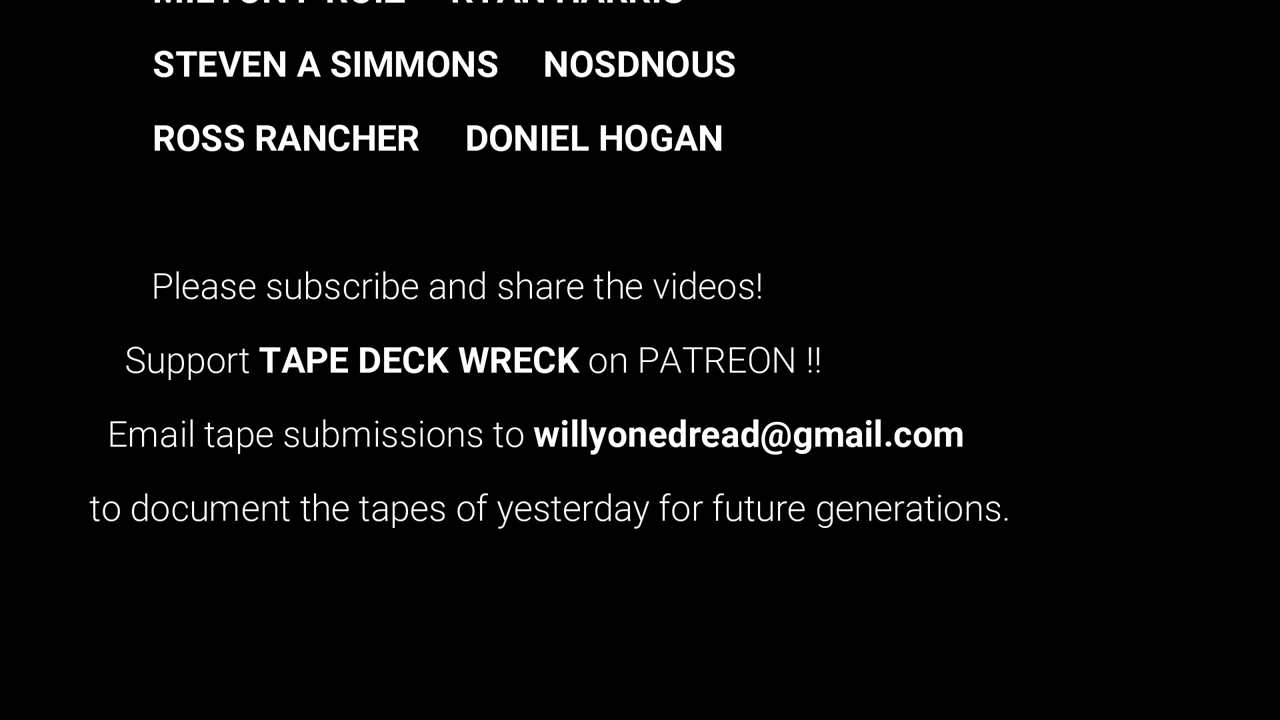 STEVEN A SIMMONS NOSDNOUS
ROSS RANCHER DONIEL HOGAN
Please subscribe and share the videos!
Support TAPE DECK WRECK on PATREON !!
Email tape submissions to willyonedread@gmail.com
to document the tapes of yesterday for future generations.